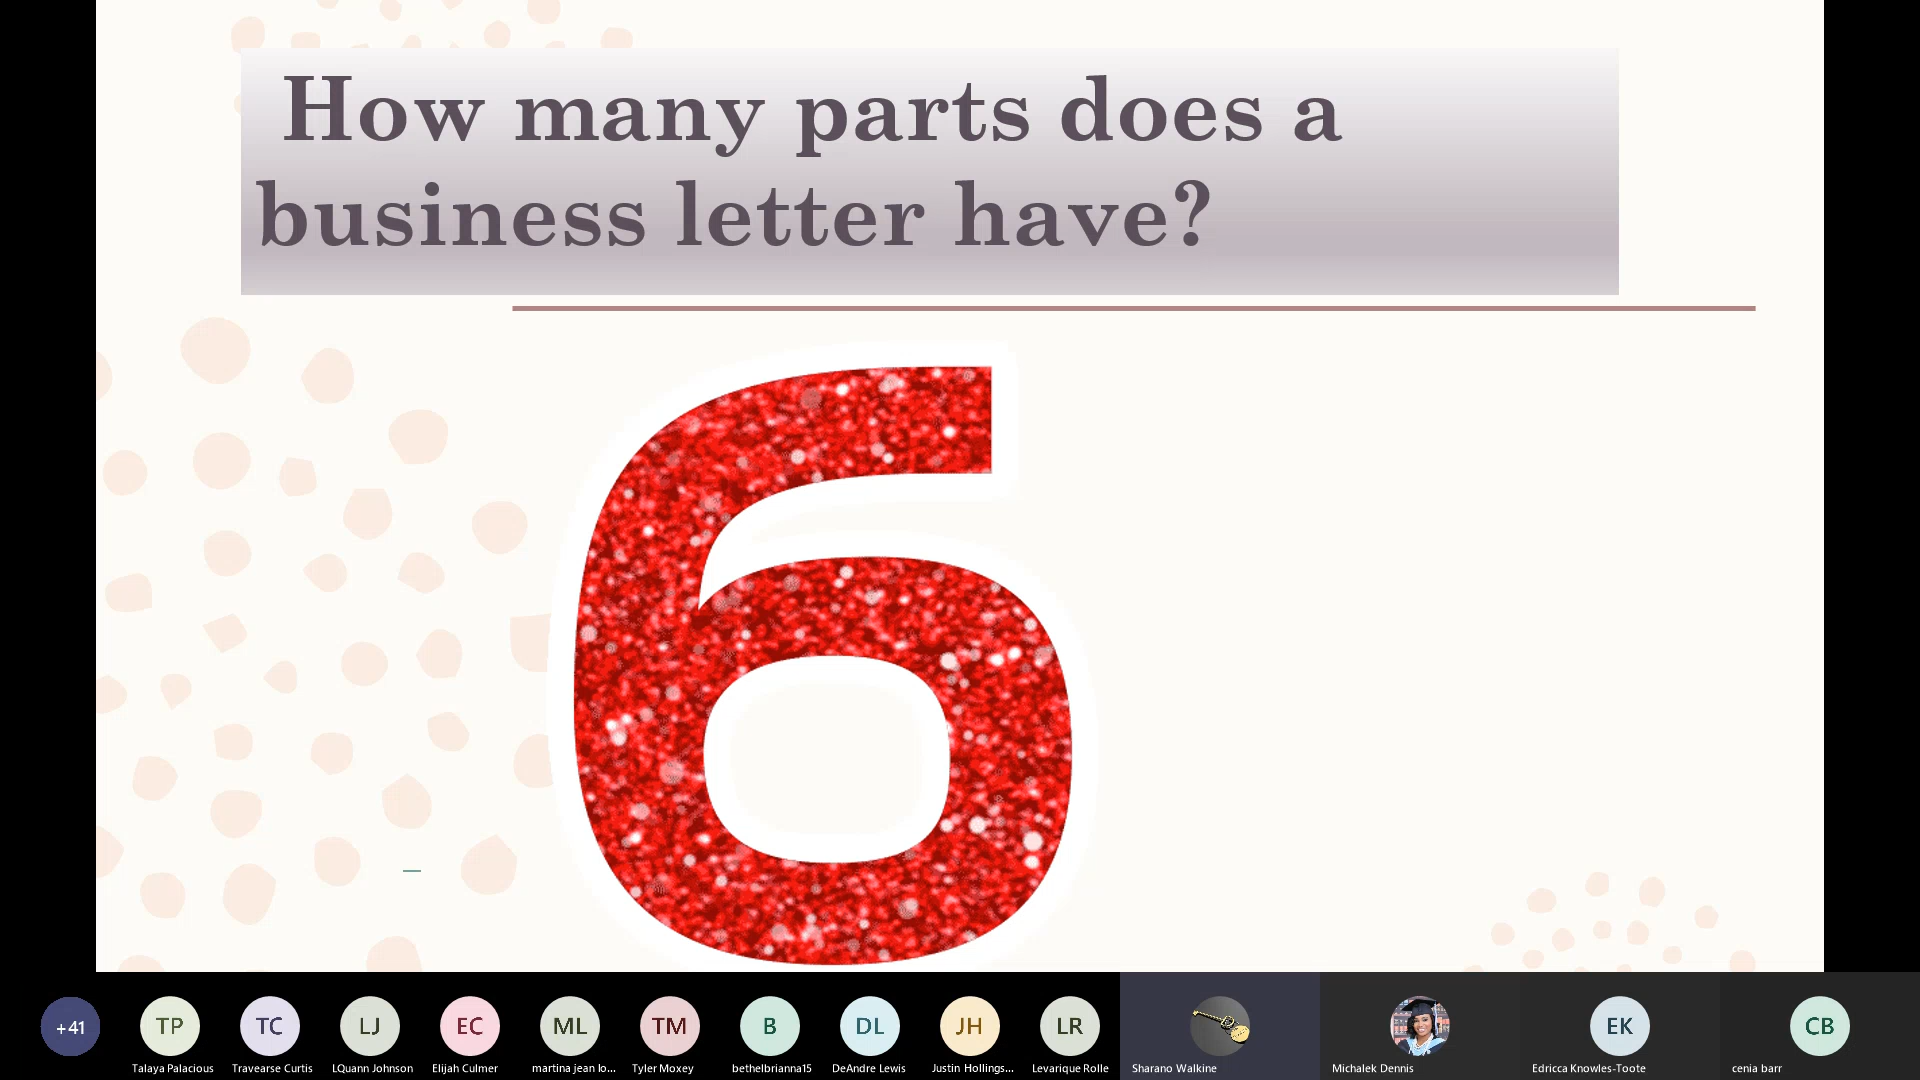 How many parts does a
business letter have?
6
+41
TP
TC
LJ
EC
ML
TM
B
DL
JH
LR
EK
CB
Talaya Palacious
Travearse Curtis
LQuann Johnson
Elijah Culmer
martina jean lo...
Tyler Moxey
bethelbrianna15
DeAndre Lewis
Justin Hollings...
Levarique Rolle
Sharano Walkine
Michalek Dennis
Edricca Knowles-Toote
cenia barr